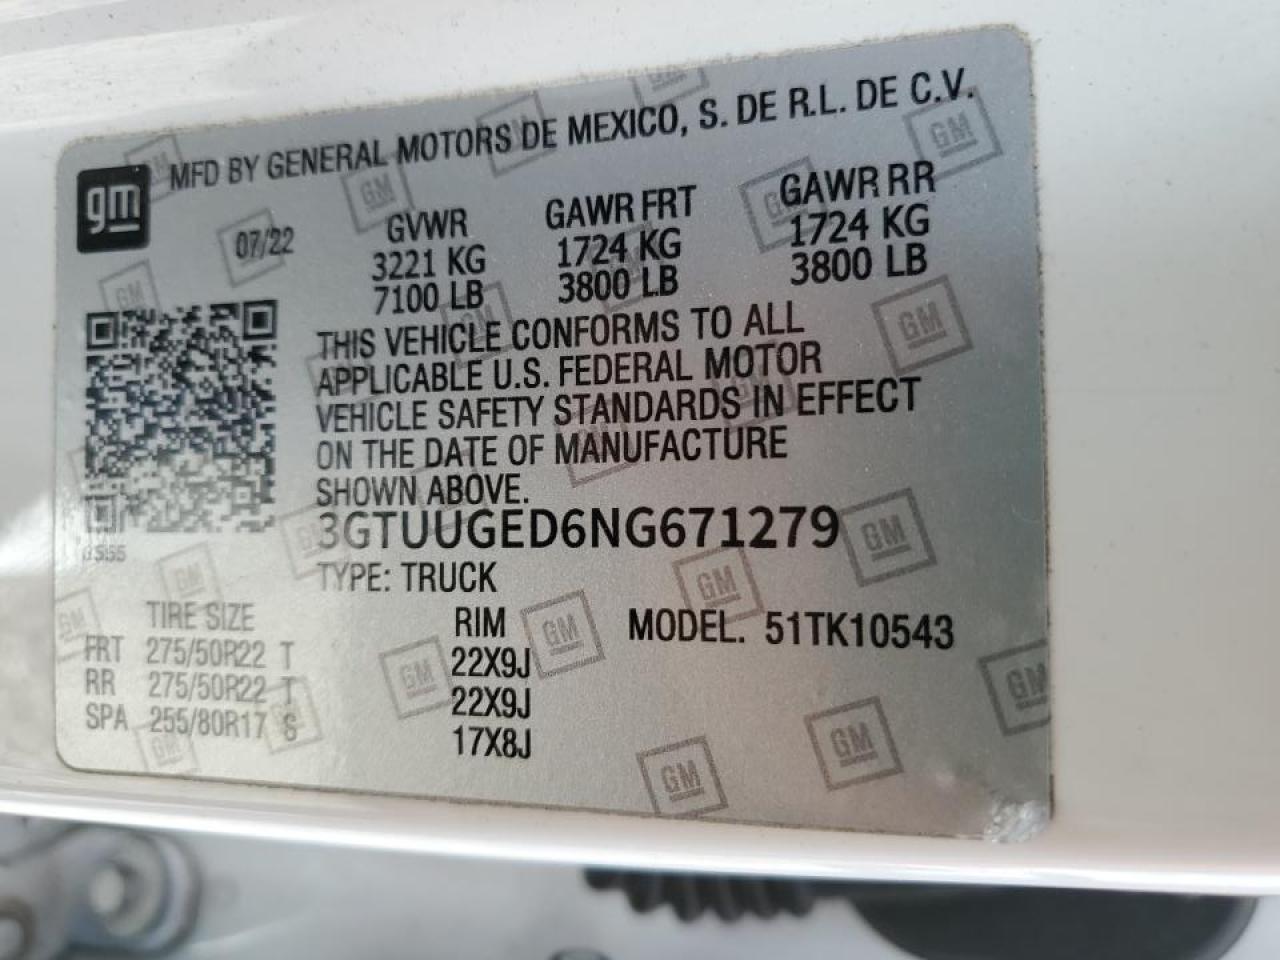 gm
MFD BY GENERAL MOTORS DE MEXICO, S. DE R.L. DE C.V.
07/22
GVWR
3221 KG
7100 LB
GAWR FRT
1724 KG
3800 LB
GAWR RR
1724 KG
3800 LB
THIS VEHICLE CONFORMS TO ALL
APPLICABLE U.S. FEDERAL MOTOR
VEHICLE SAFETY STANDARDS IN EFFECT
ON THE DATE OF MANUFACTURE
SHOWN ABOVE.
3GTUUGED6NG671279
TYPE: TRUCK
TIRE SIZE RIM MODEL. 51TK10543
FRT 275/50R22 T 22X9J
RR 275/50R22 T 22X9J
SPA 255/80R17 S 17X8J